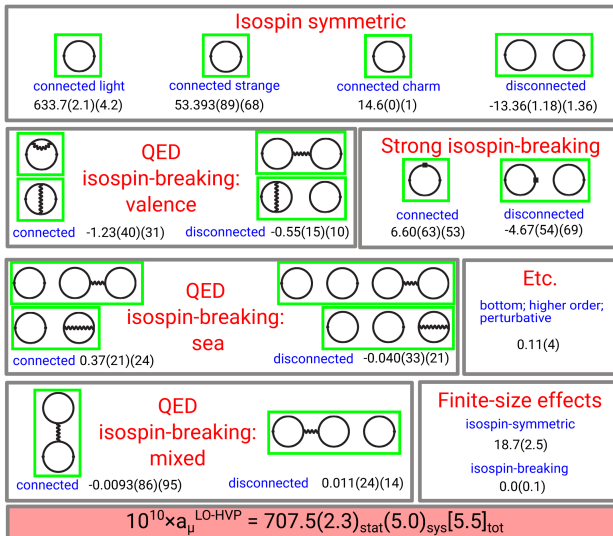 Isospin symmetric
connected light
633.7(2.1)(4.2)
connected strange
53.393(89)(68)
connected charm
14.6(0)(1)
disconnected
-13.36(1.18)(1.36)
QED
isospin-breaking:
valence
connected -1.23(40)(31)
disconnected -0.55(15)(10)
Strong isospin-breaking
connected
6.60(63)(53)
disconnected
-4.67(54)(69)
QED
isospin-breaking:
sea
connected 0.37(21)(24)
disconnected -0.040(33)(21)
Etc.
bottom; higher order;
perturbative
0.11(4)
QED
isospin-breaking:
mixed
connected -0.0093(86)(95)
disconnected 0.011(24)(14)
Finite-size effects
isospin-symmetric
18.7(2.5)
isospin-breaking
0.0(0.1)
10¹⁰×aμ^LO-HVP = 707.5(2.3)stat(5.0)sys[5.5]tot